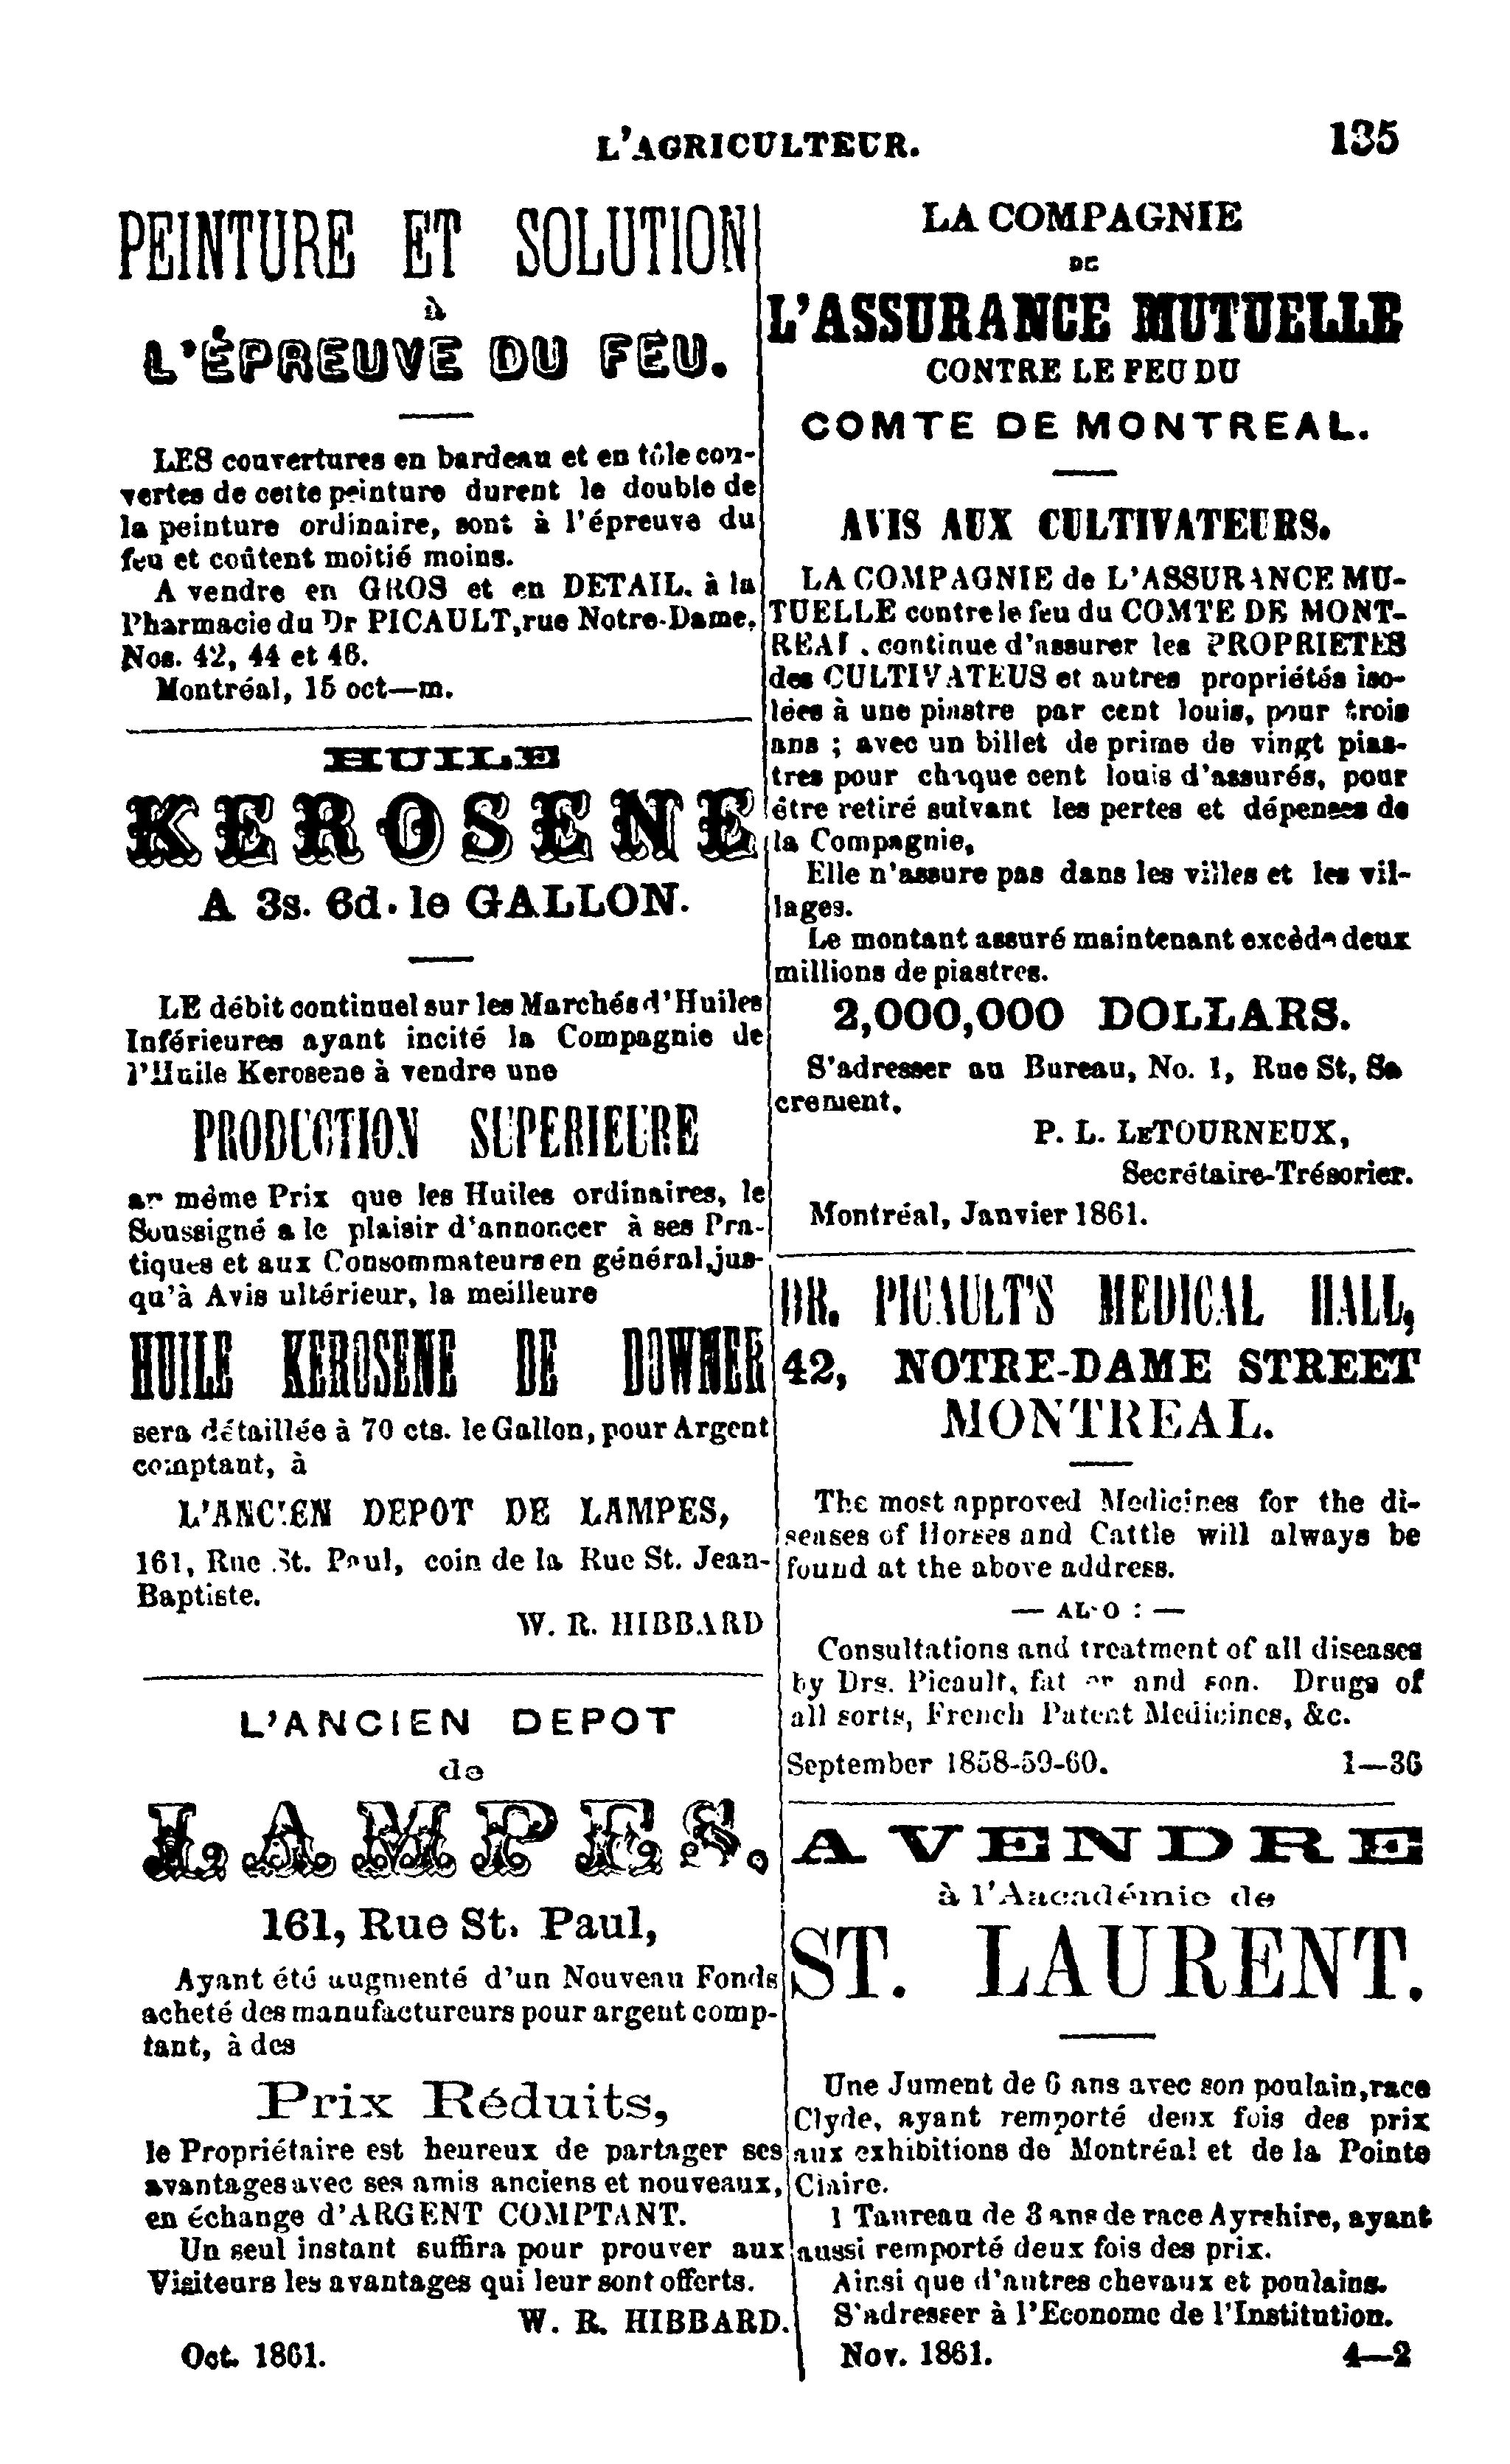 L'AGRICULTEUR.
135
PEINTURE ET SOLUTION
à
L'ÉPREUVE DU FEU.
LES couvertures en bardeau et en tôle con-
vertes de cette peinture durent le double de
la peinture ordinaire, sont à l'épreuve du
feu et coûtent moitié moins.
A vendre en GROS et en DETAIL. à la
Pharmacie du Dr PICAULT, rue Notre-Dame,
Nos. 42, 44 et 46.
Montréal, 15 oct—m.
HUILE
KEROSENE
A 3s. 6d. le GALLON.
LE débit continuel sur les Marchés d'Huiles
Inférieures ayant incité la Compagnie de
l'Huile Kerosene à vendre une
PRODUCTION SUPERIEURE
au même Prix que les Huiles ordinaires, le
Soussigné a le plaisir d'annoncer à ses Pra-
tiques et aux Consommateurs en général, jus-
qu'à Avis ultérieur, la meilleure
HUILE KEROSENE DE DOWNER
sera détaillée à 70 cts. le Gallon, pour Argent
comptant, à
L'ANCIEN DEPOT DE LAMPES,
161, Rue St. Paul, coin de la Rue St. Jean-
Baptiste.
W. R. HIBBARD
L'ANCIEN DEPOT
de
LAMPES.
161, Rue St. Paul,
Ayant été augmenté d'un Nouveau Fonds
acheté des manufactureurs pour argent comp-
tant, à des
Prix Réduits,
le Propriétaire est heureux de partager ses
avantages avec ses amis anciens et nouveaux,
en échange d'ARGENT COMPTANT.
Un seul instant suffira pour prouver aux
Visiteurs les avantages qui leur sont offerts.
W. R. HIBBARD.
Oct. 1861.
LA COMPAGNIE
DE
L'ASSURANCE MUTUELLE
CONTRE LE FEU DU
COMTE DE MONTREAL.
AVIS AUX CULTIVATEURS.
LA COMPAGNIE de L'ASSURANCE MU-
TUELLE contre le feu du COMTE DE MONT-
REAL. continue d'assurer les PROPRIETES
des CULTIVATEUS et autres propriétés iso-
lées à une piastre par cent louis, pour trois
ans ; avec un billet de prime de vingt pias-
tres pour chaque cent louis d'assurés, pour
être retiré suivant les pertes et dépenses de
la Compagnie,
Elle n'assure pas dans les villes et les vil-
lages.
Le montant assuré maintenant excède deux
millions de piastres.
2,000,000 DOLLARS.
S'adresser au Bureau, No. 1, Rue St, Sa
crement,
P. L. LETOURNEUX,
Secrétaire-Trésorier.
Montréal, Janvier 1861.
DR. PICAULT'S MEDICAL HALL,
42, NOTRE-DAME STREET
MONTREAL.
The most approved Medicines for the di-
seases of Horses and Cattle will always be
found at the above address.
— ALSO : —
Consultations and treatment of all diseases
by Drs. Picault, father and son. Drugs of
all sorts, French Patent Medicines, &c.
September 1858-59-60. 1—36
A VENDRE
à l'Aacadémie de
ST. LAURENT.
Une Jument de 6 ans avec son poulain, race
Clyde, ayant remporté deux fois des prix
aux exhibitions de Montréal et de la Pointe
Claire.
1 Taureau de 3 ans de race Ayrshire, ayant
aussi remporté deux fois des prix.
Ainsi que d'autres chevaux et poulains.
S'adresser à l'Econome de l'Institution.
Nov. 1861. 4—2